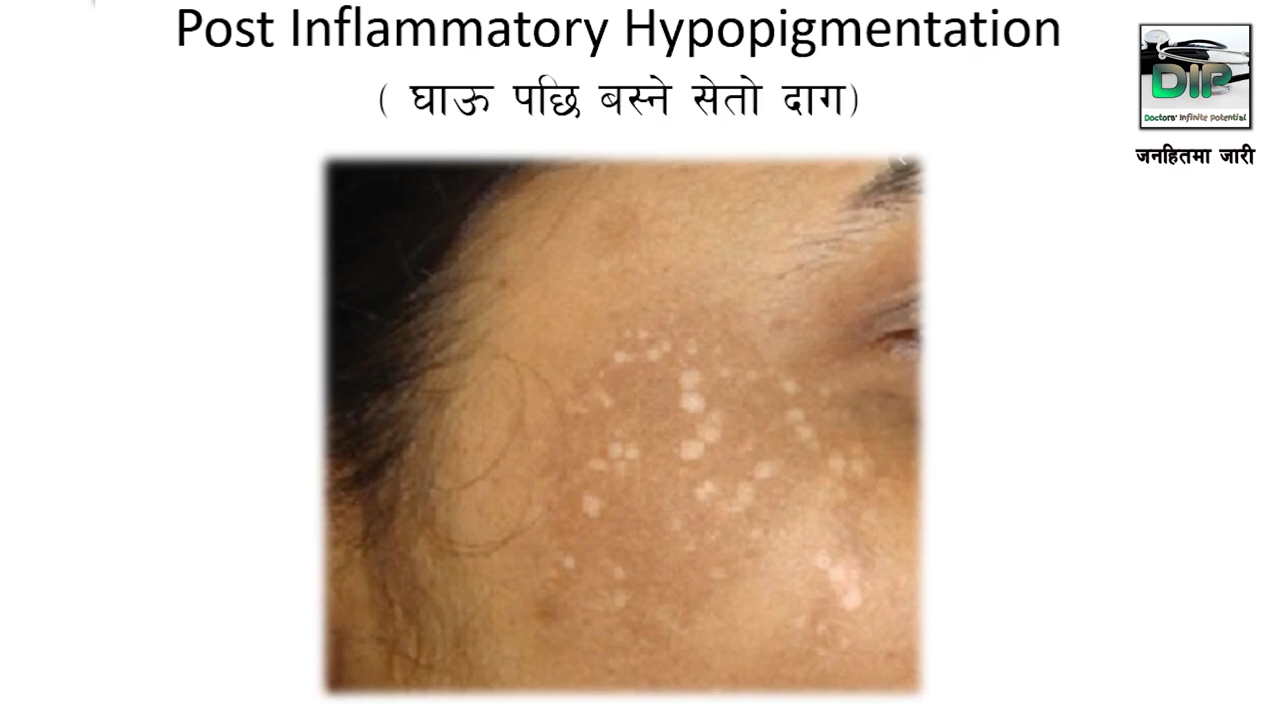 Post Inflammatory Hypopigmentation
( घाऊ पछि बस्ने सेतो दाग)
DIP
Doctors' Infinite Potential
जनहितमा जारी